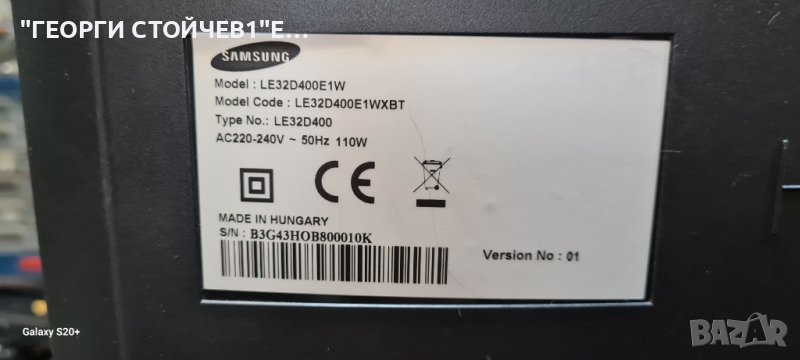 "ГЕОРГИ СТОЙЧЕВ1"Е...
SAMSUNG
Model : LE32D400E1W
Model Code : LE32D400E1WXBT
Type No.: LE32D400
AC220-240V ~ 50Hz 110W
CE
MADE IN HUNGARY
S/N : B3G43HOB800010K
Version No : 01
Galaxy S20+
BAZAR